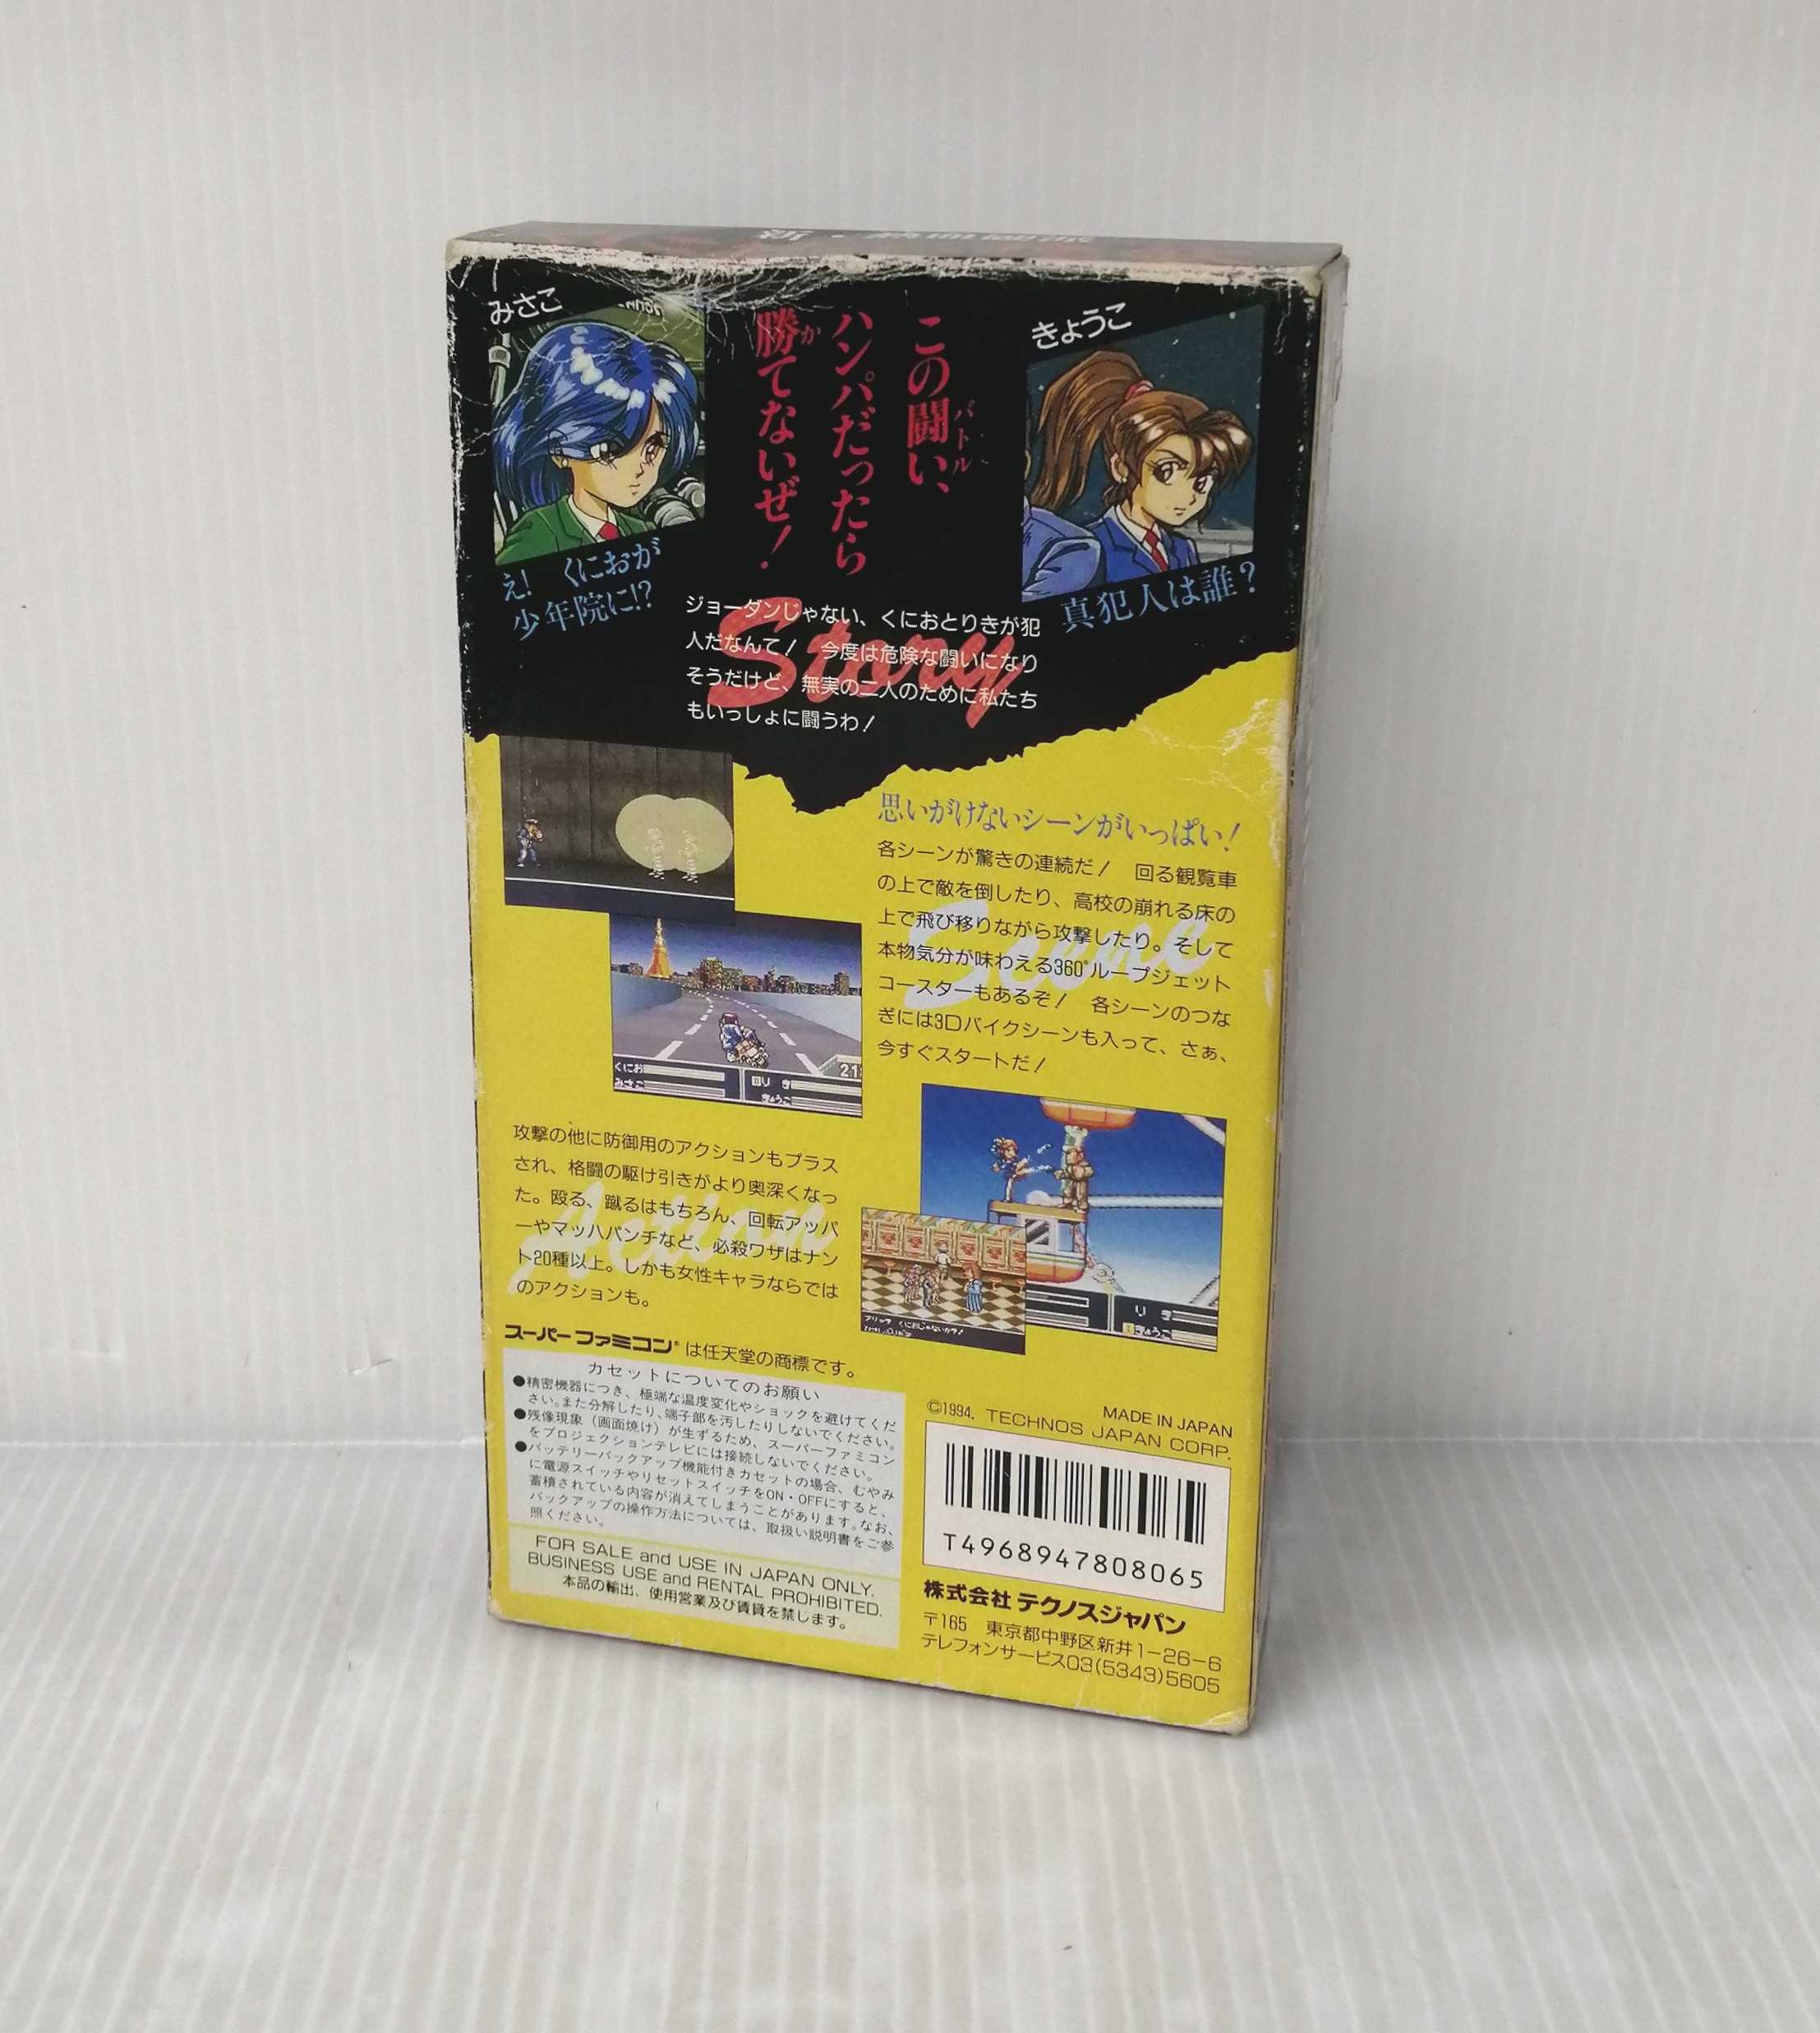 みさこ
え! くにおが
少年院に!?
この闘い、
バトル
ハンパだったら
勝てないぜ!
か
きょうこ
真犯人は誰?
Story
ジョーダンじゃない、くにおとりきが犯
人だなんて! 今度は危険な闘いになり
そうだけど、無実の二人のために私たち
もいっしょに闘うわ!
思いがけないシーンがいっぱい!
Scene
各シーンが驚きの連続だ! 回る観覧車
の上で敵を倒したり、高校の崩れる床の
上で飛び移りながら攻撃したり。そして
本物気分が味わえる360°ループジェット
コースターもあるぞ! 各シーンのつな
ぎには3Dバイクシーンも入って、さぁ、
今すぐスタートだ!
くにお
みさこ
りき
きょうこ
21
Action
攻撃の他に防御用のアクションもプラス
され、格闘の駆け引きがより奥深くなっ
た。殴る、蹴るはもちろん、回転アッパ
ーやマッハパンチなど、必殺ワザはナン
ト20種以上。しかも女性キャラならでは
のアクションも。
りき
きょうこ
スーパーファミコン®は任天堂の商標です。
カセットについてのお願い
●精密機器につき、極端な温度変化やショックを避けてくだ
さい。また分解したり、端子部を汚したりしないでください。
●残像現象（画面焼け）が生ずるため、スーパーファミコン
をプロジェクションテレビには接続しないでください。
●バッテリーバックアップ機能付きカセットの場合、むやみ
に電源スイッチやリセットスイッチをON・OFFにすると、
蓄積されている内容が消えてしまうことがあります。なお、
バックアップの操作方法については、取扱い説明書をご参
照ください。
FOR SALE and USE IN JAPAN ONLY.
BUSINESS USE and RENTAL PROHIBITED.
本品の輸出、使用営業及び賃貸を禁じます。
MADE IN JAPAN
©1994. TECHNOS JAPAN CORP.
T4968947808065
株式会社 テクノスジャパン
〒165 東京都中野区新井1-26-6
テレフォンサービス03(5343)5605